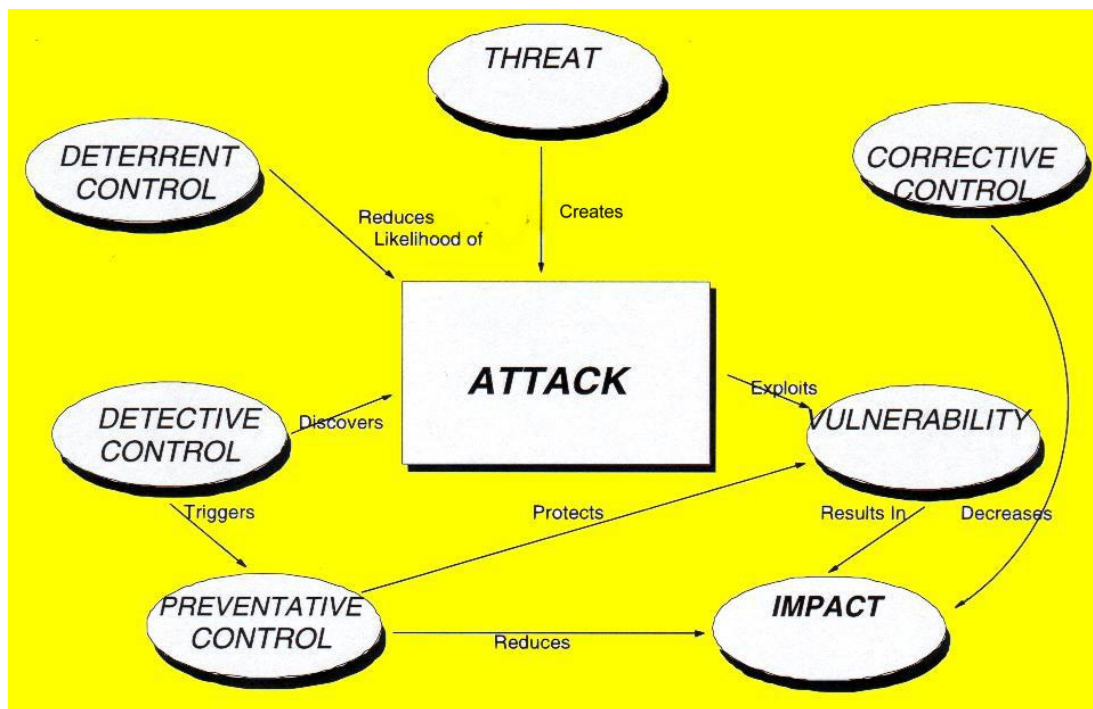 THREAT
DETERRENT
CONTROL
CORRECTIVE
CONTROL
Reduces
Likelihood of
Creates
ATTACK
Exploits
DETECTIVE
CONTROL
Discovers
VULNERABILITY
Triggers
Protects
Results In
Decreases
PREVENTATIVE
CONTROL
Reduces
IMPACT